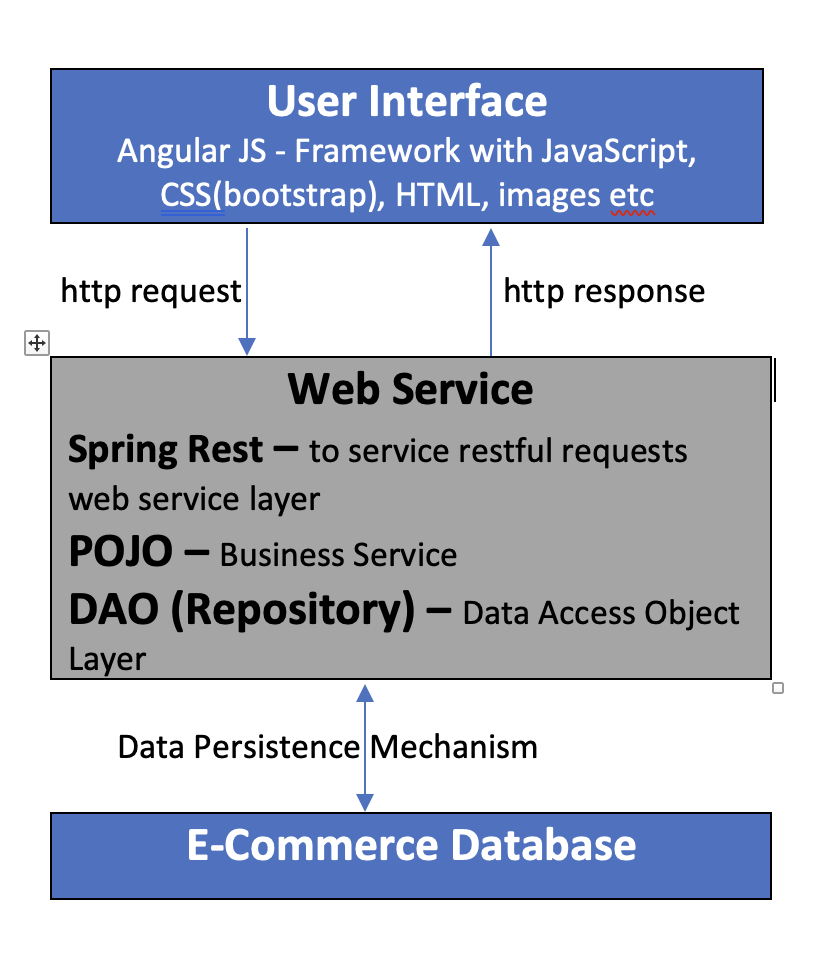 User Interface
Angular JS - Framework with JavaScript,
CSS(bootstrap), HTML, images etc
http request
http response
Web Service
Spring Rest – to service restful requests
web service layer
POJO – Business Service
DAO (Repository) – Data Access Object
Layer
Data Persistence Mechanism
E-Commerce Database